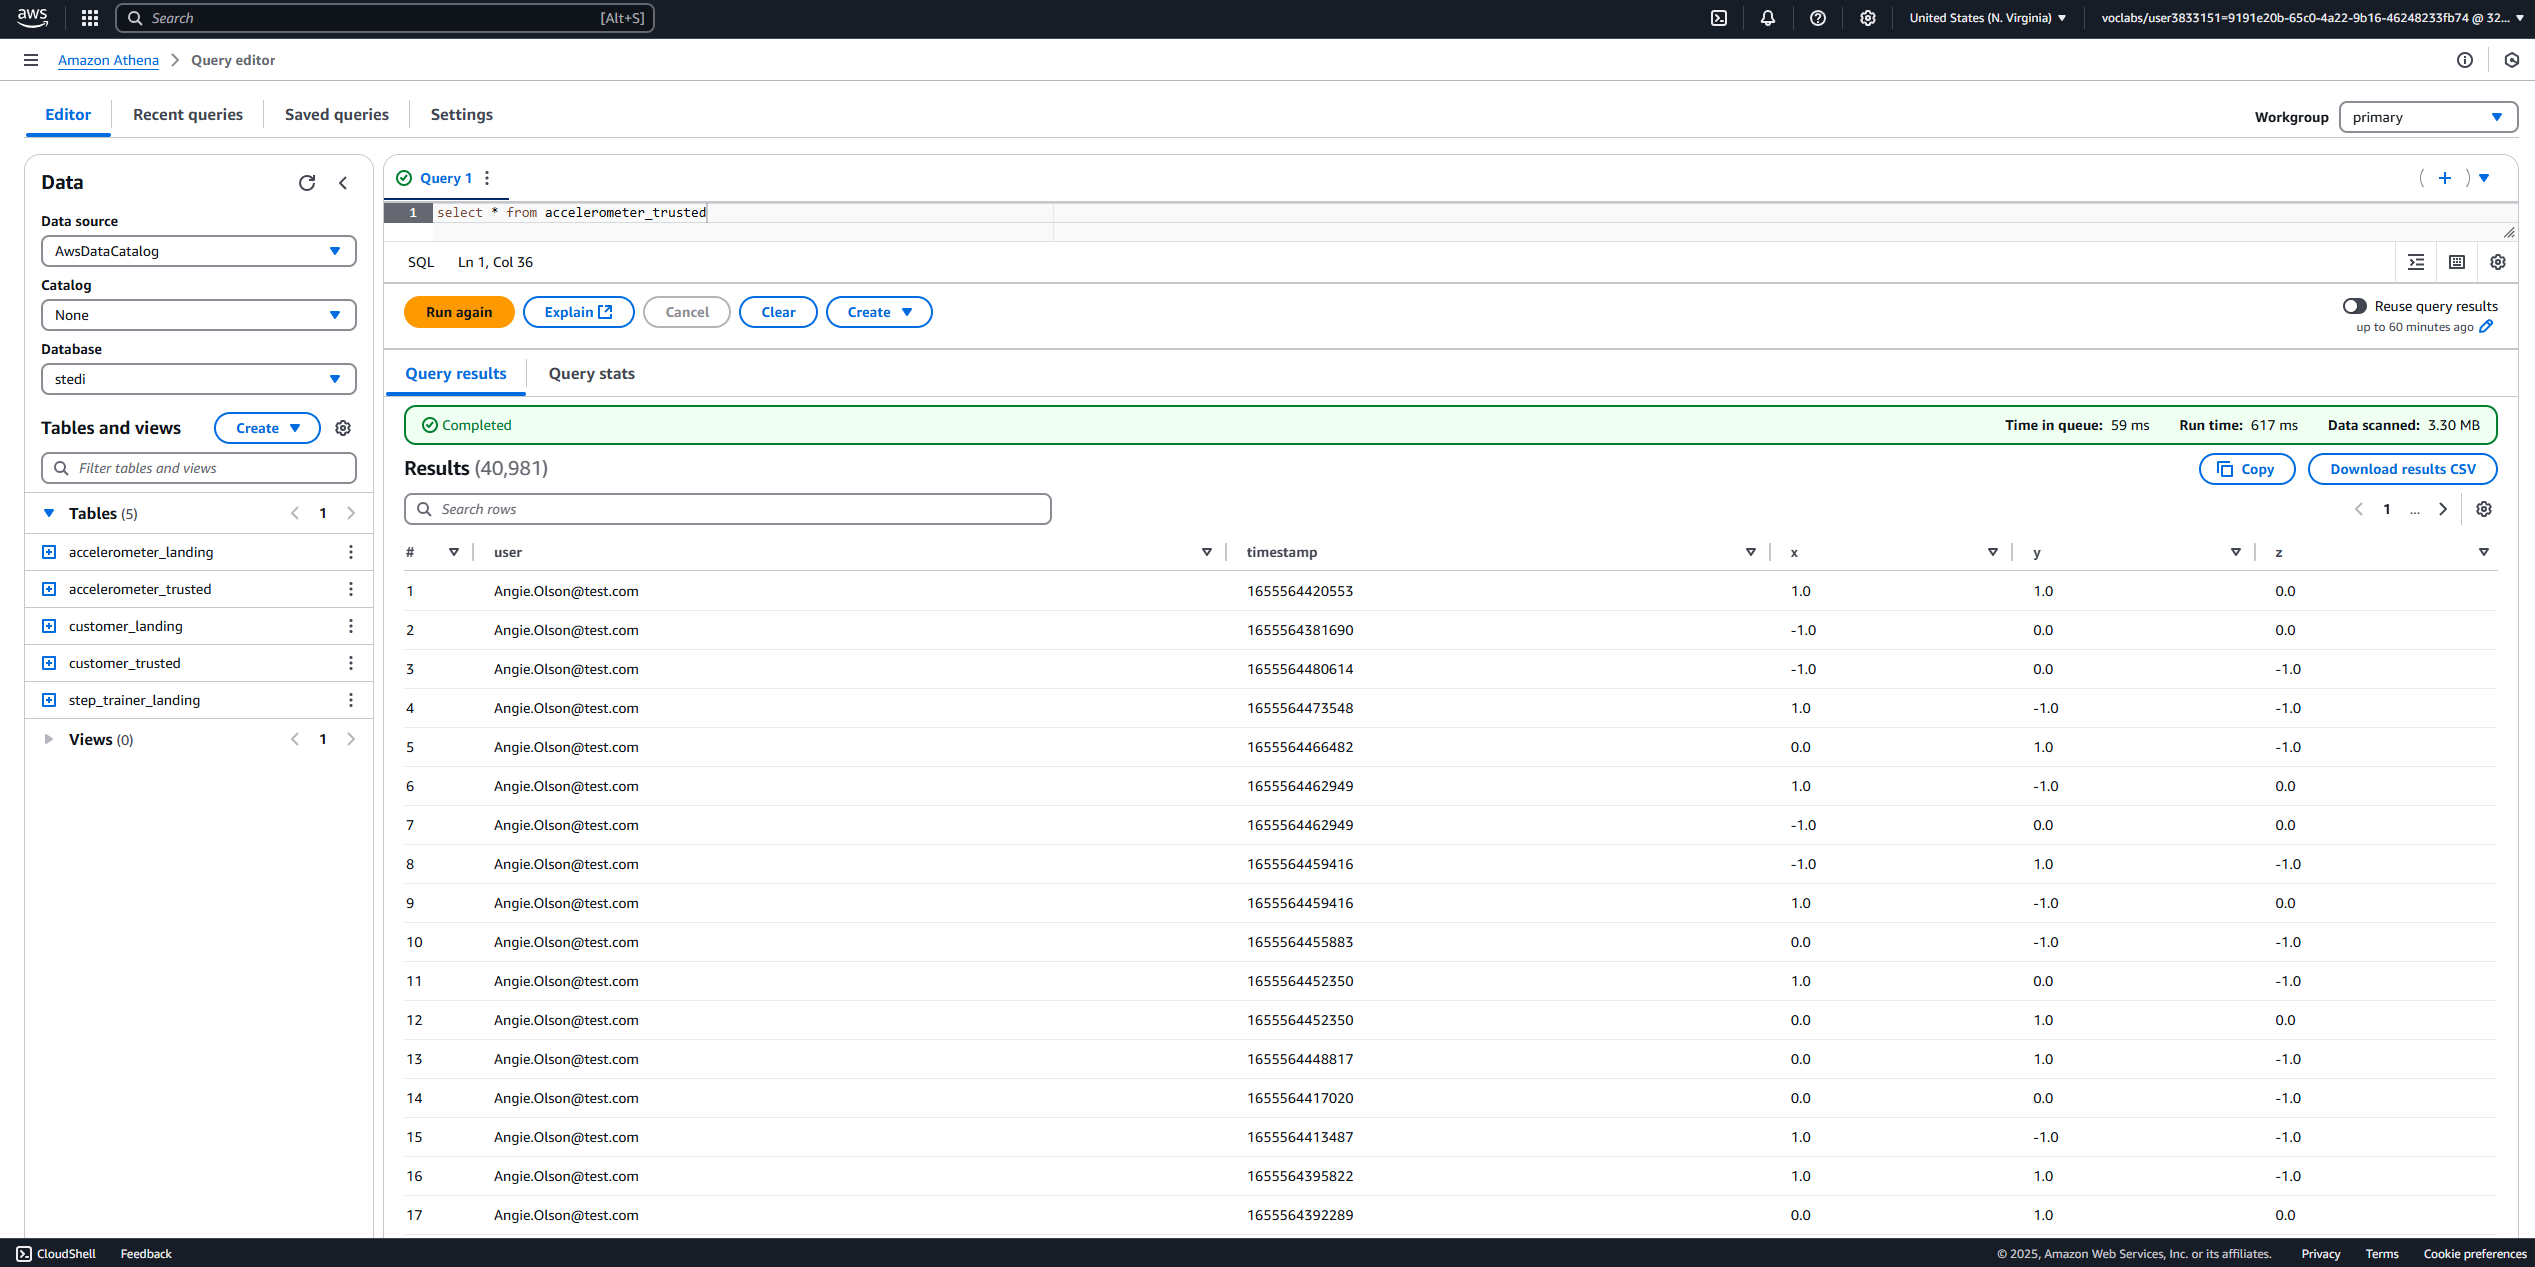 aws Search [Alt+S] United States (N. Virginia) voclabs/user3833151=9191e20b-65c0-4a22-9b16-46248233fb74 @ 32...
Amazon Athena Query editor
Editor Recent queries Saved queries Settings Workgroup primary
Data
Data source
AwsDataCatalog
Catalog
None
Database
stedi
Tables and views Create
Filter tables and views
Tables (5) 1
accelerometer_landing
accelerometer_trusted
customer_landing
customer_trusted
step_trainer_landing
Views (0) 1
Query 1
1 select * from accelerometer_trusted
SQL Ln 1, Col 36
Run again Explain Cancel Clear Create Reuse query results
up to 60 minutes ago
Query results Query stats
Completed Time in queue: 59 ms Run time: 617 ms Data scanned: 3.30 MB
Results (40,981) Copy Download results CSV
Search rows 1 ...
# user timestamp x y z
1 Angie.Olson@test.com 1655564420553 1.0 1.0 0.0
2 Angie.Olson@test.com 1655564381690 -1.0 0.0 0.0
3 Angie.Olson@test.com 1655564480614 -1.0 0.0 -1.0
4 Angie.Olson@test.com 1655564473548 1.0 -1.0 -1.0
5 Angie.Olson@test.com 1655564466482 0.0 1.0 -1.0
6 Angie.Olson@test.com 1655564462949 1.0 -1.0 0.0
7 Angie.Olson@test.com 1655564462949 -1.0 0.0 0.0
8 Angie.Olson@test.com 1655564459416 -1.0 1.0 -1.0
9 Angie.Olson@test.com 1655564459416 1.0 -1.0 0.0
10 Angie.Olson@test.com 1655564455883 0.0 -1.0 -1.0
11 Angie.Olson@test.com 1655564452350 1.0 0.0 -1.0
12 Angie.Olson@test.com 1655564452350 0.0 1.0 0.0
13 Angie.Olson@test.com 1655564448817 0.0 1.0 -1.0
14 Angie.Olson@test.com 1655564417020 0.0 0.0 -1.0
15 Angie.Olson@test.com 1655564413487 1.0 -1.0 -1.0
16 Angie.Olson@test.com 1655564395822 1.0 1.0 -1.0
17 Angie.Olson@test.com 1655564392289 0.0 1.0 0.0
CloudShell Feedback © 2025, Amazon Web Services, Inc. or its affiliates. Privacy Terms Cookie preferences